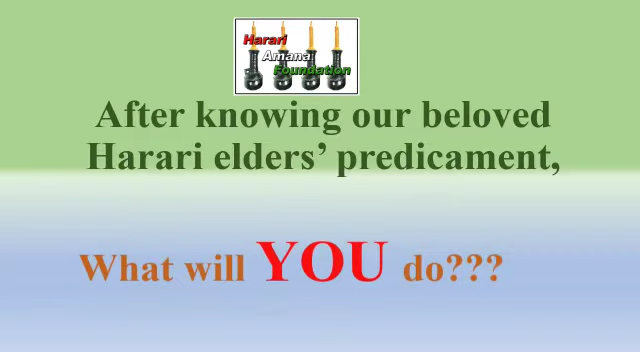 Harari
Amana
Foundation
After knowing our beloved
Harari elders’ predicament,
What will YOU do???